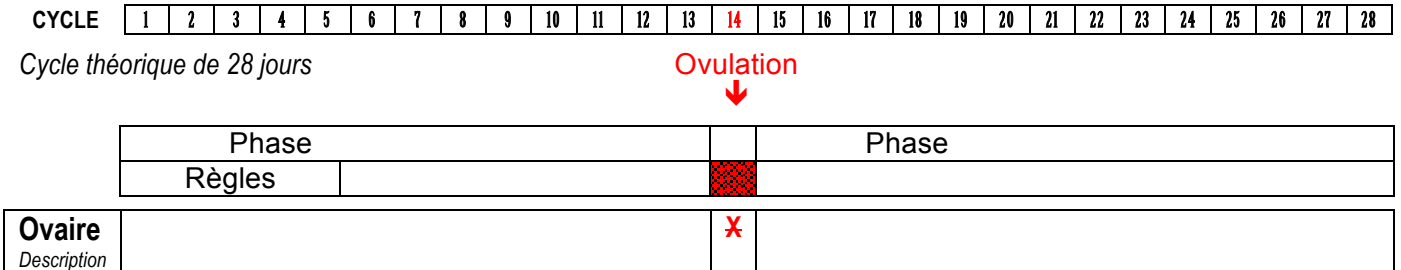 CYCLE 1 2 3 4 5 6 7 8 9 10 11 12 13 14 15 16 17 18 19 20 21 22 23 24 25 26 27 28
Cycle théorique de 28 jours Ovulation
Phase Phase
Règles
Ovaire X
Description